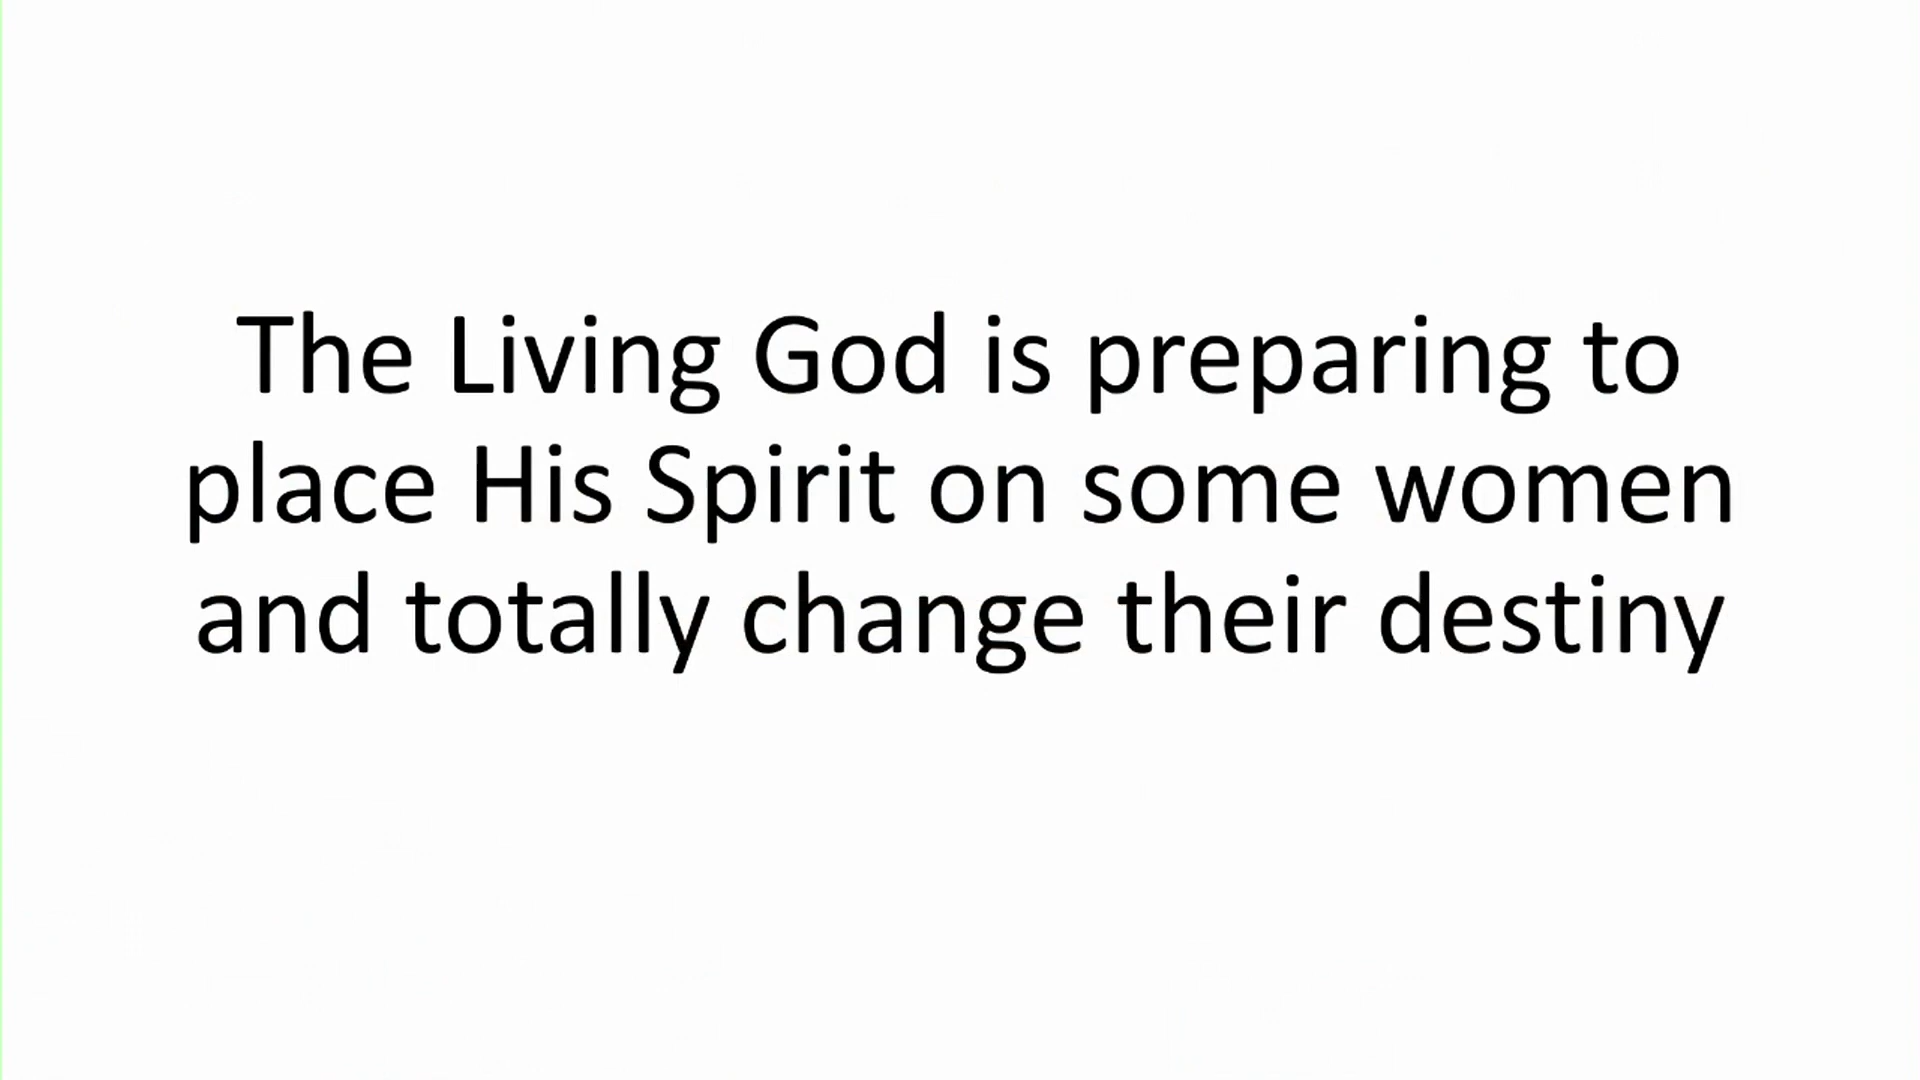 The Living God is preparing to
place His Spirit on some women
and totally change their destiny